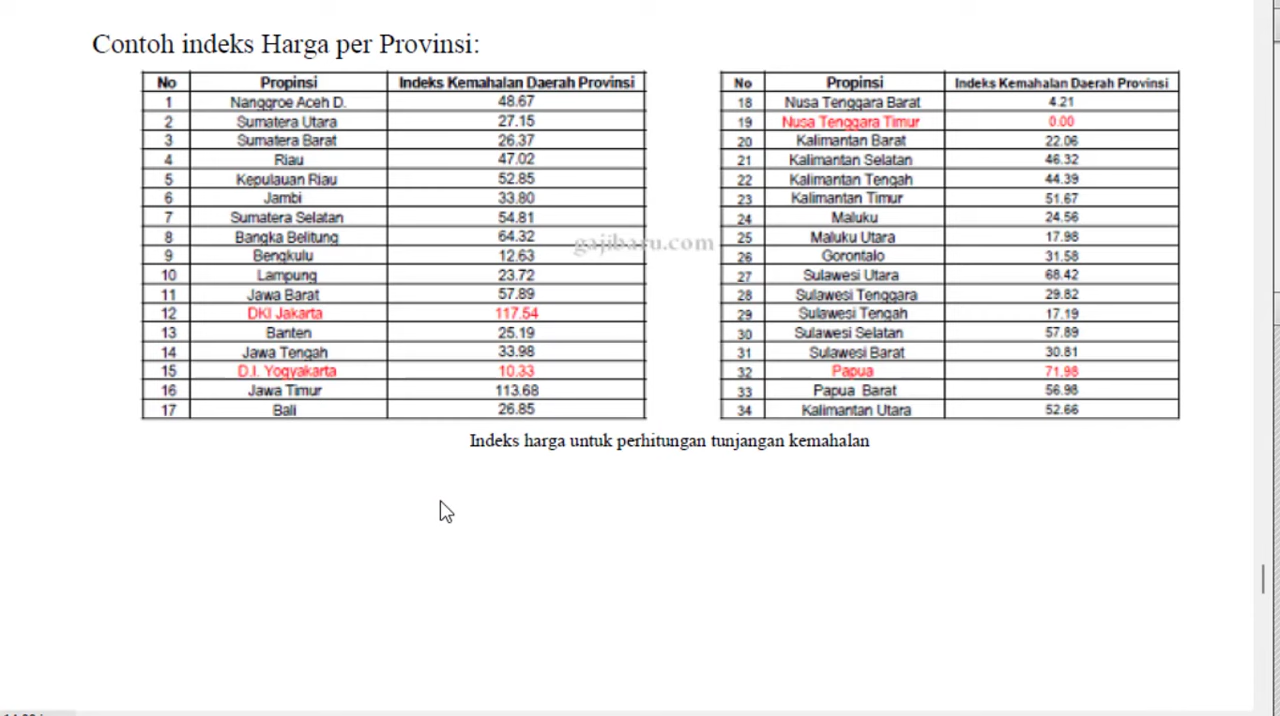 Contoh indeks Harga per Provinsi:
No Propinsi Indeks Kemahalan Daerah Provinsi
1 Nanggroe Aceh D. 48.67
2 Sumatera Utara 27.15
3 Sumatera Barat 26.37
4 Riau 47.02
5 Kepulauan Riau 52.85
6 Jambi 33.80
7 Sumatera Selatan 54.81
8 Bangka Belitung 64.32
9 Bengkulu 12.63
10 Lampung 23.72
11 Jawa Barat 57.89
12 DKI Jakarta 117.54
13 Banten 25.19
14 Jawa Tengah 33.98
15 D.I. Yogyakarta 10.33
16 Jawa Timur 113.68
17 Bali 26.85
gajibaru.com
No Propinsi Indeks Kemahalan Daerah Provinsi
18 Nusa Tenggara Barat 4.21
19 Nusa Tenggara Timur 0.00
20 Kalimantan Barat 22.06
21 Kalimantan Selatan 46.32
22 Kalimantan Tengah 44.39
23 Kalimantan Timur 51.67
24 Maluku 24.56
25 Maluku Utara 17.98
26 Gorontalo 31.58
27 Sulawesi Utara 68.42
28 Sulawesi Tenggara 29.82
29 Sulawesi Tengah 17.19
30 Sulawesi Selatan 57.89
31 Sulawesi Barat 30.81
32 Papua 71.98
33 Papua Barat 56.98
34 Kalimantan Utara 52.66
Indeks harga untuk perhitungan tunjangan kemahalan